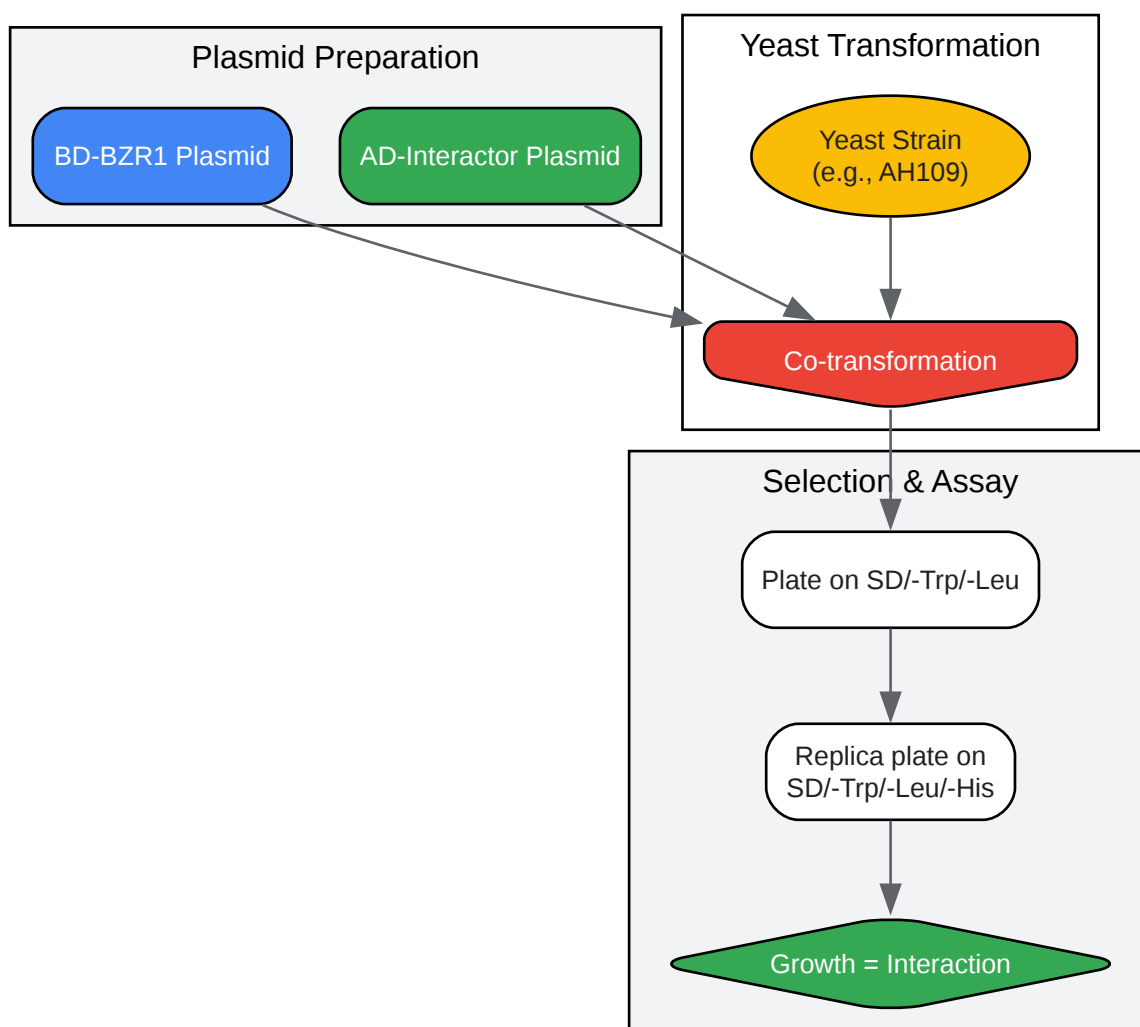 Plasmid Preparation
BD-BZR1 Plasmid
AD-Interactor Plasmid
Yeast Transformation
Yeast Strain
(e.g., AH109)
Co-transformation
Selection & Assay
Plate on SD/-Trp/-Leu
Replica plate on
SD/-Trp/-Leu/-His
Growth = Interaction